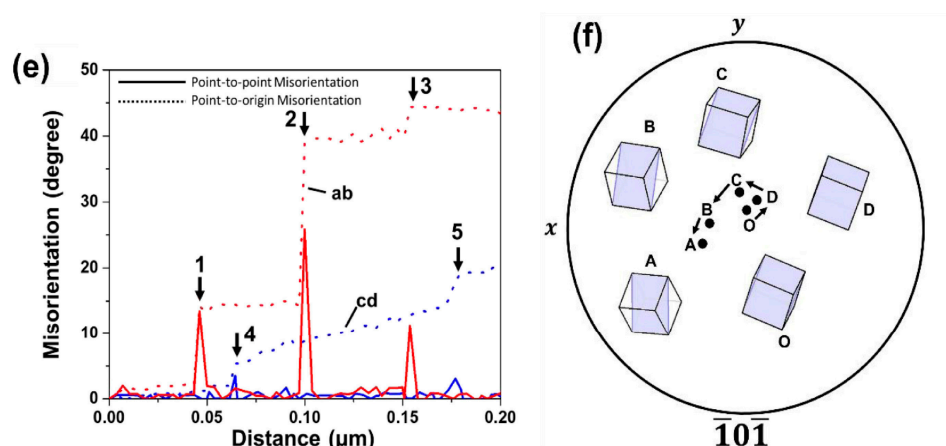 (e)
50
40
30
20
10
0
Misorientation (degree)
Point-to-point Misorientation
Point-to-origin Misorientation
1
2
3
4
5
ab
cd
0.00 0.05 0.10 0.15 0.20
Distance (μm)
(f)
y
x
C
B
D
A
O
C
D
B
O
A
1̅01̅